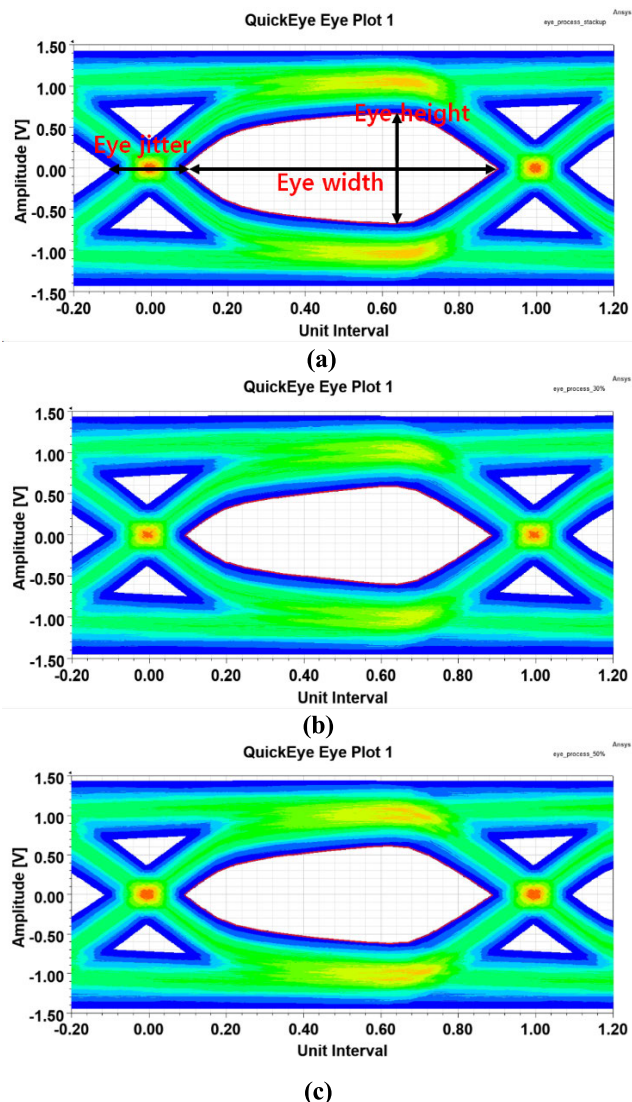 QuickEye Eye Plot 1
Ansys
eye_process_stackup
Amplitude [V]
1.50
1.00
0.50
0.00
-0.50
-1.00
-1.50
Eye jitter
Eye height
Eye width
-0.20 0.00 0.20 0.40 0.60 0.80 1.00 1.20
Unit Interval
(a)
QuickEye Eye Plot 1
Ansys
eye_process_30%
Amplitude [V]
1.50
1.00
0.50
0.00
-0.50
-1.00
-1.50
-0.20 0.00 0.20 0.40 0.60 0.80 1.00 1.20
Unit Interval
(b)
QuickEye Eye Plot 1
Ansys
eye_process_50%
Amplitude [V]
1.50
1.00
0.50
0.00
-0.50
-1.00
-1.50
-0.20 0.00 0.20 0.40 0.60 0.80 1.00 1.20
Unit Interval
(c)